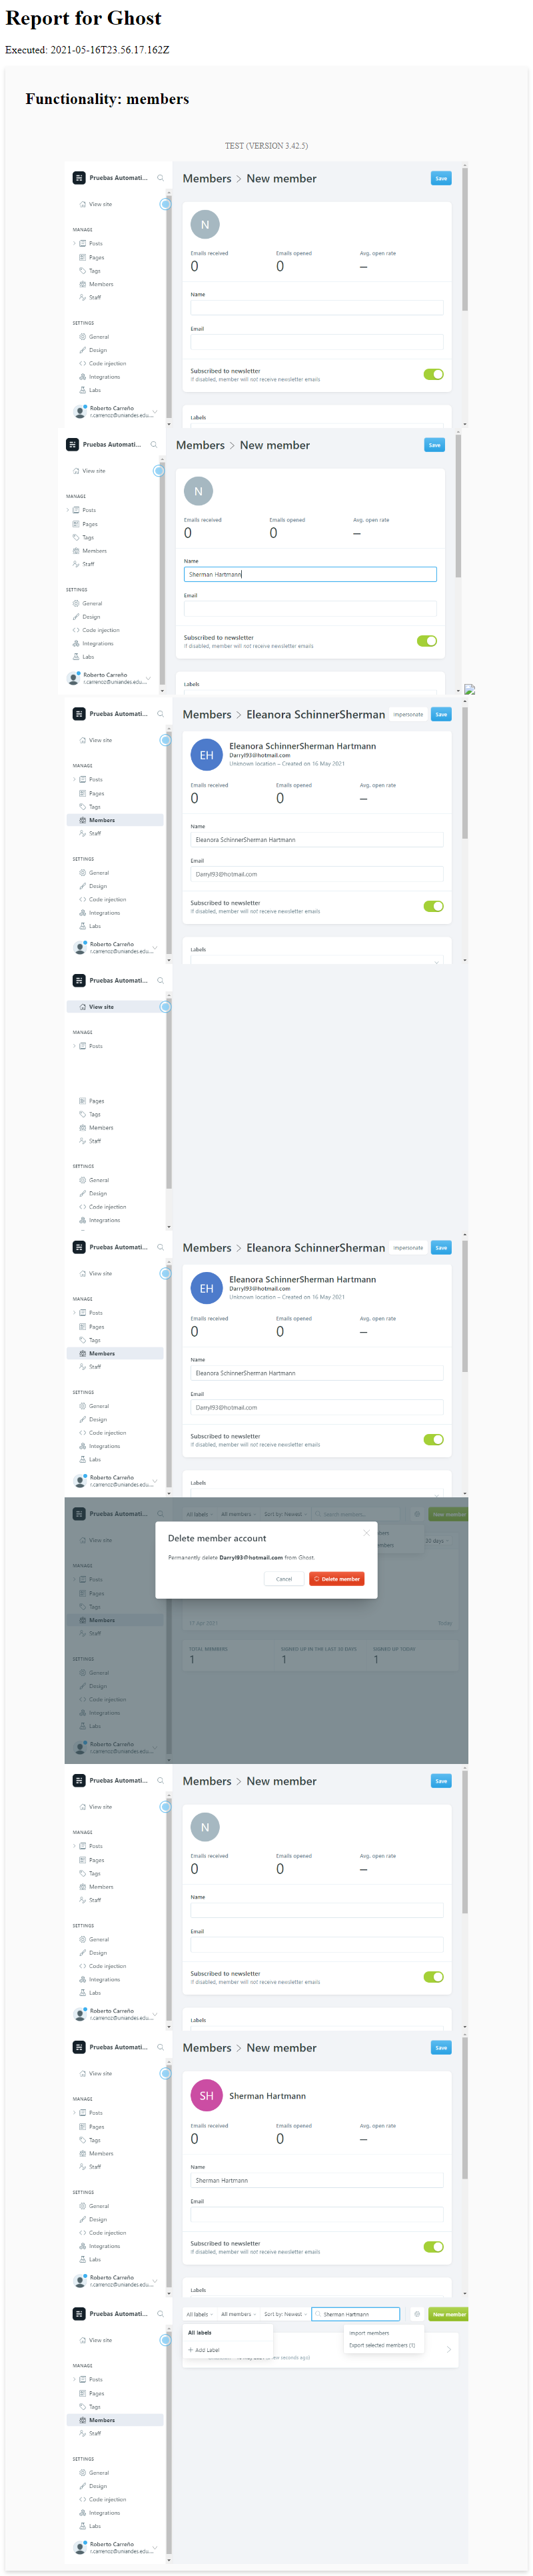 Report for Ghost
Executed: 2021-05-16T23.56.17.162Z
Functionality: members
TEST (VERSION 3.42.5)
Pruebas Automati...
View site
MANAGE
Posts
Pages
Tags
Members
Staff
SETTINGS
General
Design
Code injection
Integrations
Labs
Roberto Carreño
r.carrenoz@uniandes.edu....
Members > New member
Save
N
Emails received
Emails opened
Avg. open rate
0
0
–
Name
Email
Subscribed to newsletter
If disabled, member will not receive newsletter emails
Labels
Pruebas Automati...
View site
MANAGE
Posts
Pages
Tags
Members
Staff
SETTINGS
General
Design
Code injection
Integrations
Labs
Roberto Carreño
r.carrenoz@uniandes.edu....
Members > New member
Save
N
Emails received
Emails opened
Avg. open rate
0
0
–
Name
Sherman Hartmann
Email
Subscribed to newsletter
If disabled, member will not receive newsletter emails
Labels
Pruebas Automati...
View site
MANAGE
Posts
Pages
Tags
Members
Staff
SETTINGS
General
Design
Code injection
Integrations
Labs
Roberto Carreño
r.carrenoz@uniandes.edu....
Members > Eleanora SchinnerSherman
Impersonate
Save
EH
Eleanora SchinnerSherman Hartmann
Darryl93@hotmail.com
Unknown location – Created on 16 May 2021
Emails received
Emails opened
Avg. open rate
0
0
–
Name
Eleanora SchinnerSherman Hartmann
Email
Darryl93@hotmail.com
Subscribed to newsletter
If disabled, member will not receive newsletter emails
Labels
Pruebas Automati...
View site
MANAGE
Posts
Pages
Tags
Members
Staff
SETTINGS
General
Design
Code injection
Integrations
Pruebas Automati...
View site
MANAGE
Posts
Pages
Tags
Members
Staff
SETTINGS
General
Design
Code injection
Integrations
Labs
Roberto Carreño
r.carrenoz@uniandes.edu....
Members > Eleanora SchinnerSherman
Impersonate
Save
EH
Eleanora SchinnerSherman Hartmann
Darryl93@hotmail.com
Unknown location – Created on 16 May 2021
Emails received
Emails opened
Avg. open rate
0
0
–
Name
Eleanora SchinnerSherman Hartmann
Email
Darryl93@hotmail.com
Subscribed to newsletter
If disabled, member will not receive newsletter emails
Labels
Pruebas Automati...
View site
MANAGE
Posts
Pages
Tags
Members
Staff
SETTINGS
General
Design
Code injection
Integrations
Labs
Roberto Carreño
r.carrenoz@uniandes.edu....
All labels
All members
Sort by: Newest
Search members...
New member
30 days
Delete member account
Permanently delete Darryl93@hotmail.com from Ghost.
Cancel
Delete member
17 Apr 2021
Today
TOTAL MEMBERS
SIGNED UP IN THE LAST 30 DAYS
SIGNED UP TODAY
1
1
1
Pruebas Automati...
View site
MANAGE
Posts
Pages
Tags
Members
Staff
SETTINGS
General
Design
Code injection
Integrations
Labs
Roberto Carreño
r.carrenoz@uniandes.edu....
Members > New member
Save
N
Emails received
Emails opened
Avg. open rate
0
0
–
Name
Email
Subscribed to newsletter
If disabled, member will not receive newsletter emails
Labels
Pruebas Automati...
View site
MANAGE
Posts
Pages
Tags
Members
Staff
SETTINGS
General
Design
Code injection
Integrations
Labs
Roberto Carreño
r.carrenoz@uniandes.edu....
Members > New member
Save
SH
Sherman Hartmann
Emails received
Emails opened
Avg. open rate
0
0
–
Name
Sherman Hartmann
Email
Subscribed to newsletter
If disabled, member will not receive newsletter emails
Labels
Pruebas Automati...
View site
MANAGE
Posts
Pages
Tags
Members
Staff
SETTINGS
General
Design
Code injection
Integrations
Labs
Roberto Carreño
r.carrenoz@uniandes.edu....
All labels
All members
Sort by: Newest
Sherman Hartmann
New member
All labels
+ Add Label
Import members
Export selected members (1)
few seconds ago)